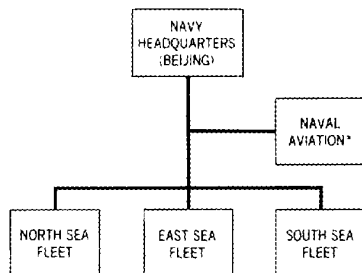 NAVY
HEADQUARTERS
(BEIJING)
NAVAL
AVIATION*
NORTH SEA
FLEET
EAST SEA
FLEET
SOUTH SEA
FLEET